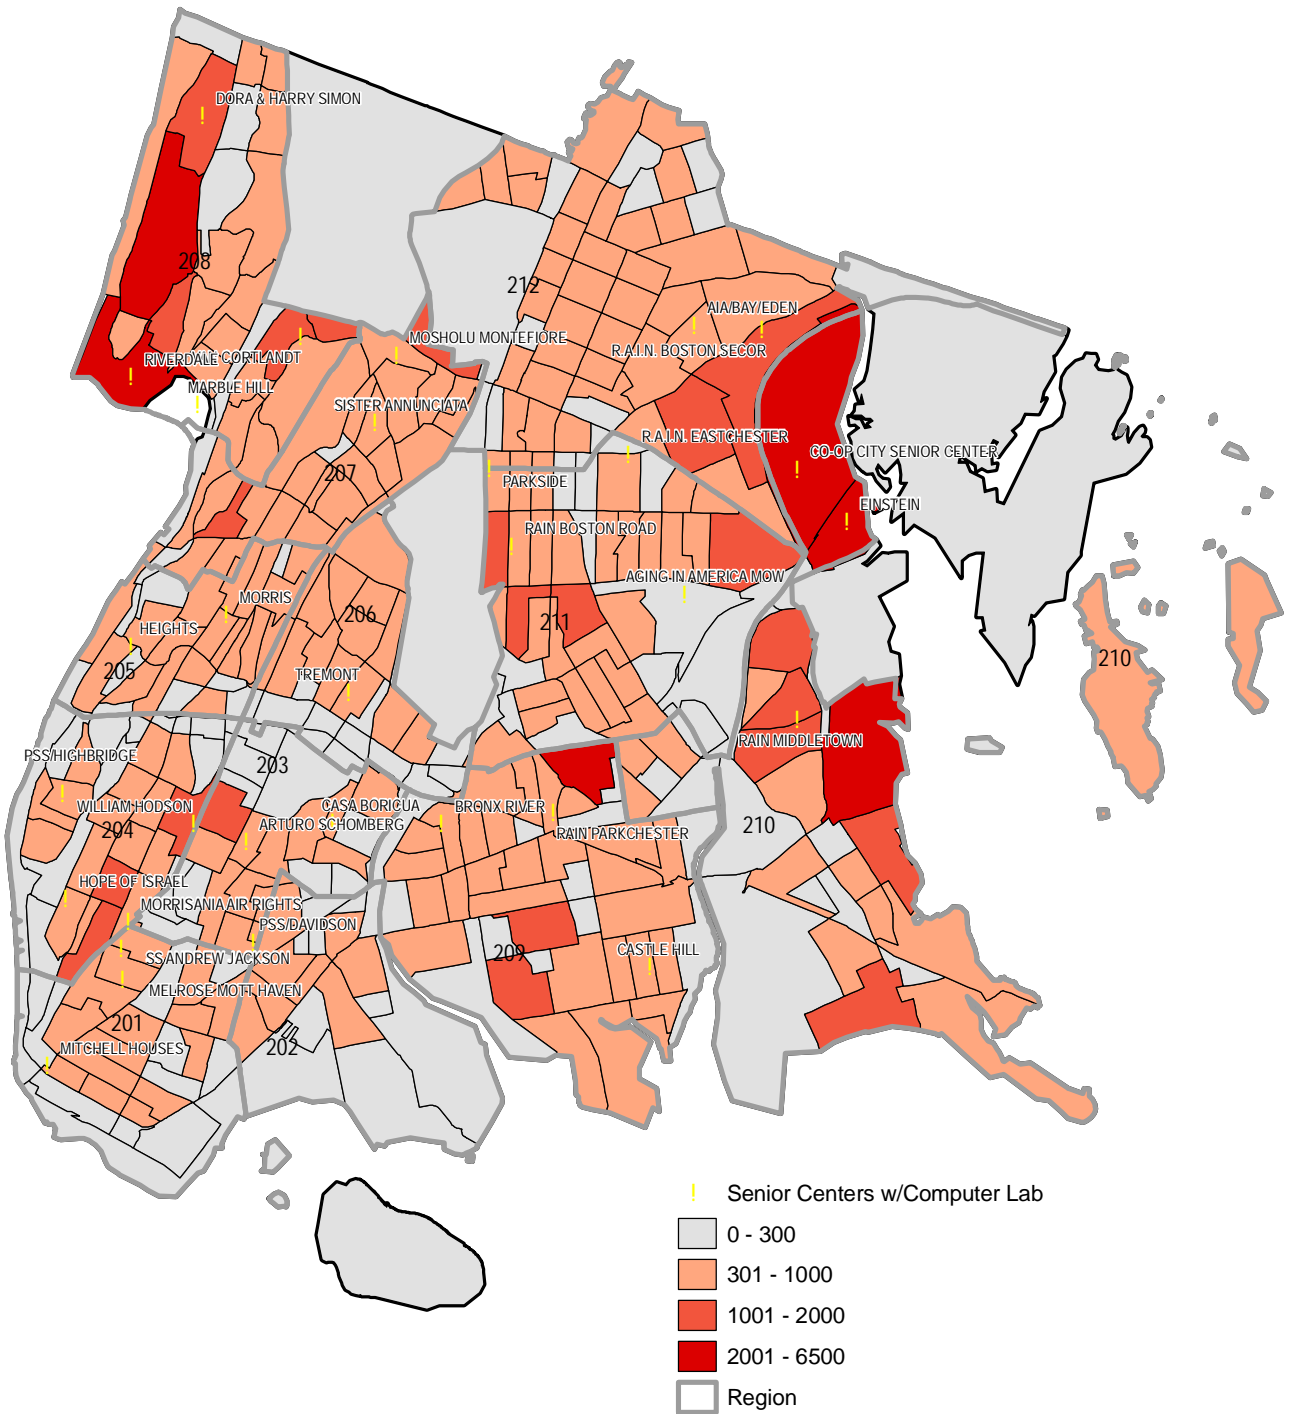 DORA & HARRY SIMON
208
212
AIA/BAY/EDEN
MOSHOLU MONTEFIORE
R.A.I.N. BOSTON SECOR
RIVERDALE
CORTLANDT
MARBLE HILL
SISTER ANNUNCIATA
R.A.I.N. EASTCHESTER
CO-OP CITY SENIOR CENTER
207
PARKSIDE
EINSTEIN
RAIN BOSTON ROAD
AGING IN AMERICA MOW
MORRIS
206
211
HEIGHTS
205
TREMONT
210
RAIN MIDDLETOWN
PSS/HIGHBRIDGE
203
WILLIAM HODSON
CASA BORICUA
BRONX RIVER
204
ARTURO SCHOMBERG
210
RAIN PARKCHESTER
HOPE OF ISRAEL
MORRISANIA AIR RIGHTS
PSS/DAVIDSON
209
CASTLE HILL
SS ANDREW JACKSON
MELROSE MOTT HAVEN
201
202
MITCHELL HOUSES
Senior Centers w/Computer Lab
0 - 300
301 - 1000
1001 - 2000
2001 - 6500
Region